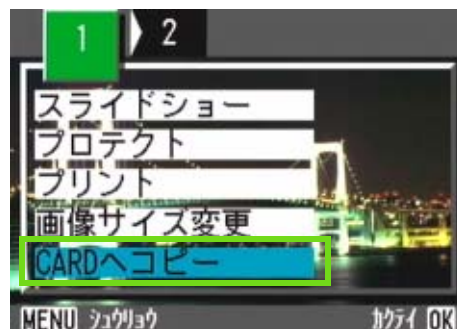 1 2
スライドショー
プロテクト
プリント
画像サイズ変更
CARDへコピー
MENU ｼｭｳﾘｮｳ ｶｸﾃｲ OK